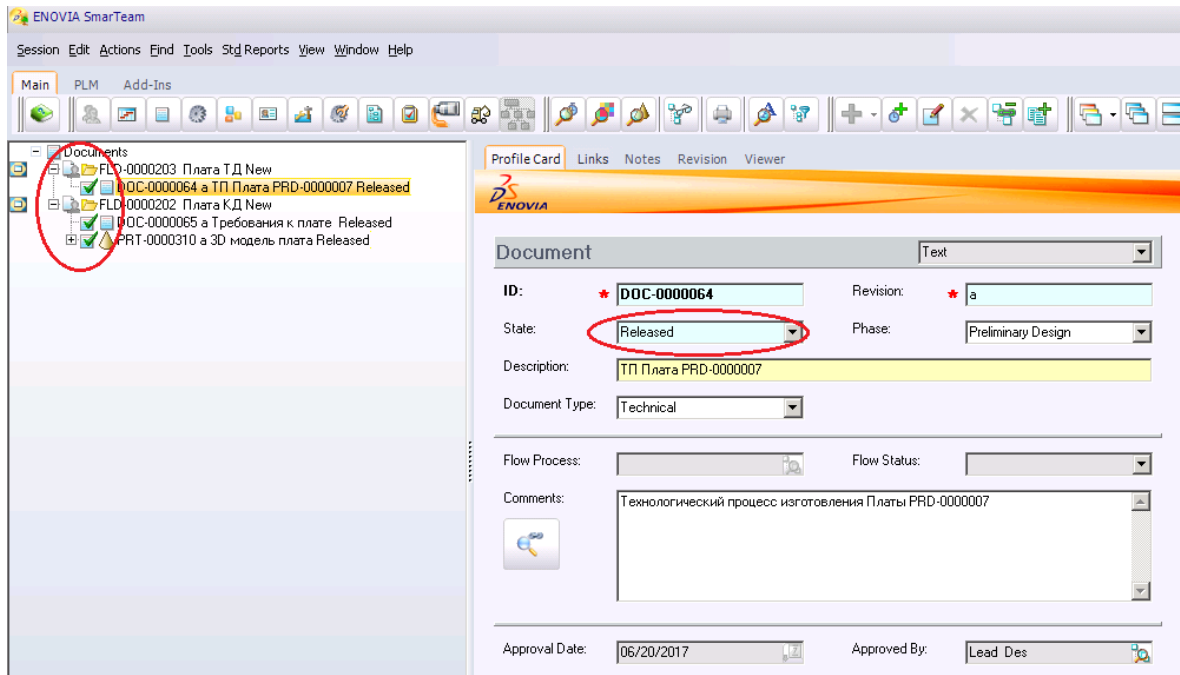 ENOVIA SmarTeam
Session Edit Actions Find Tools Std Reports View Window Help
Main PLM Add-Ins
Documents
FLD-0000203 Плата ТД New
DOC-0000064 a ТП Плата PRD-0000007 Released
FLD-0000202 Плата КД New
DOC-0000065 a Требования к плате Released
PRT-0000310 a 3D модель плата Released
Profile Card Links Notes Revision Viewer
ENOVIA
Document Text
ID: * DOC-0000064 Revision: * a
State: Released Phase: Preliminary Design
Description: ТП Плата PRD-0000007
Document Type: Technical
Flow Process: Flow Status:
Comments: Технологический процесс изготовления Платы PRD-0000007
Approval Date: 06/20/2017 Approved By: Lead Des